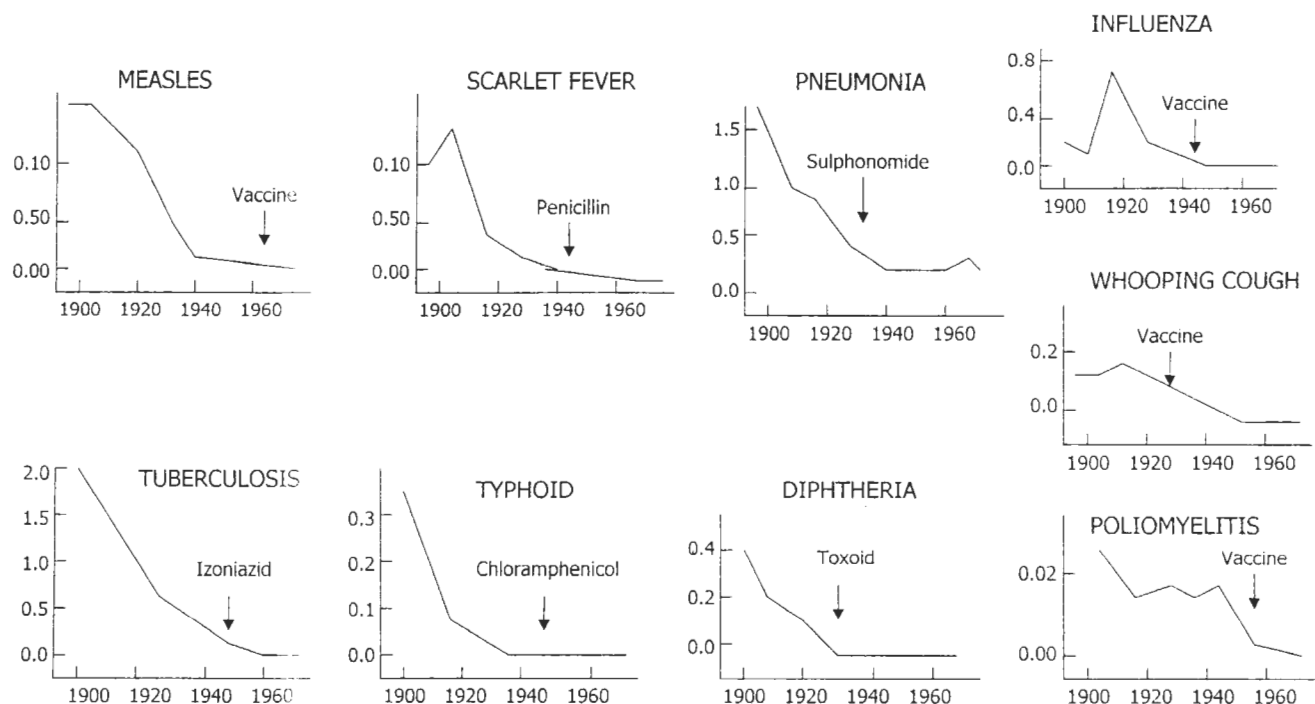 INFLUENZA
0.8
0.4
0.0
Vaccine
1900 1920 1940 1960
MEASLES
0.10
0.50
0.00
Vaccine
1900 1920 1940 1960
SCARLET FEVER
0.10
0.50
0.00
Penicillin
1900 1920 1940 1960
PNEUMONIA
1.5
1.0
0.5
0.0
Sulphonomide
1900 1920 1940 1960
WHOOPING COUGH
0.2
0.0
Vaccine
1900 1920 1940 1960
TUBERCULOSIS
2.0
1.5
1.0
0.5
0.0
Izoniazid
1900 1920 1940 1960
TYPHOID
0.3
0.2
0.1
0.0
Chloramphenicol
1900 1920 1940 1960
DIPHTHERIA
0.4
0.2
0.0
Toxoid
1900 1920 1940 1960
POLIOMYELITIS
0.02
0.00
Vaccine
1900 1920 1940 1960